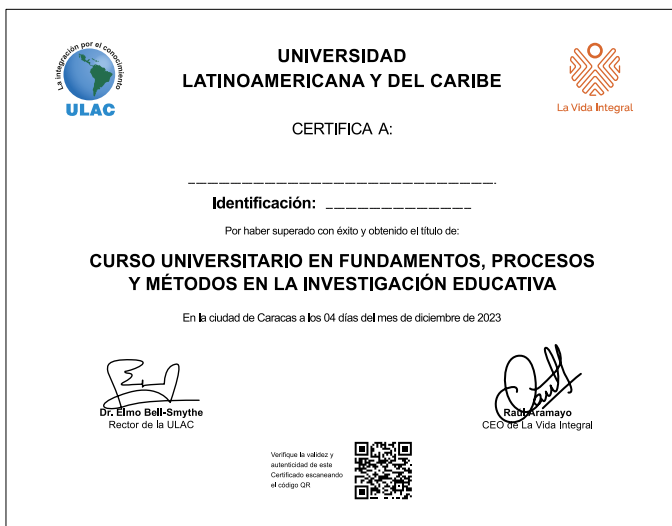 La integración por el conocimiento
ULAC
UNIVERSIDAD
LATINOAMERICANA Y DEL CARIBE
La Vida Integral
CERTIFICA A:
Identificación:
Por haber superado con éxito y obtenido el título de:
CURSO UNIVERSITARIO EN FUNDAMENTOS, PROCESOS
Y MÉTODOS EN LA INVESTIGACIÓN EDUCATIVA
En la ciudad de Caracas a los 04 días del mes de diciembre de 2023
Dr. Elmo Bell-Smythe
Rector de la ULAC
Raúl Aramayo
CEO de La Vida Integral
Verifique la validez y
autenticidad de este
Certificado escaneando
el código QR